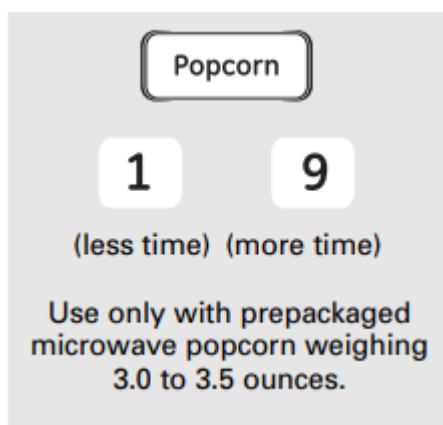 Popcorn
1 9
(less time) (more time)
Use only with prepackaged
microwave popcorn weighing
3.0 to 3.5 ounces.